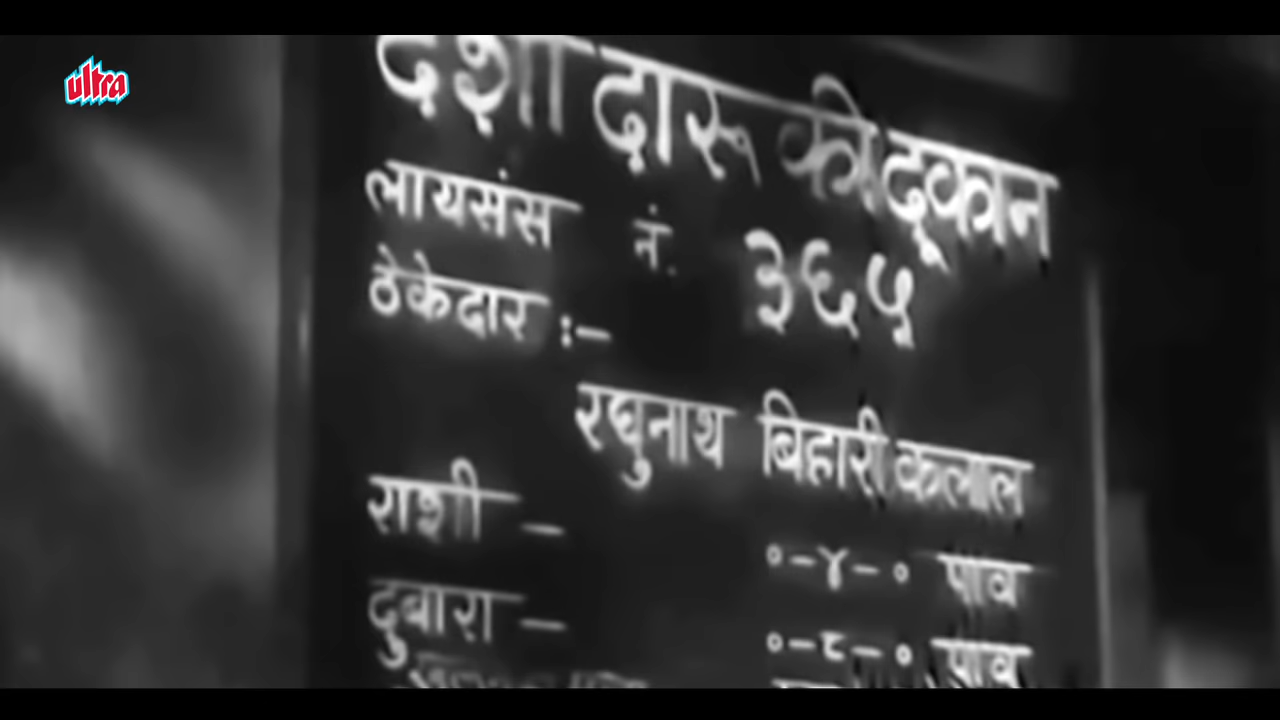 ultra
देशी दारू की दूकान
लायसंस नं. ३६५
ठेकेदार :—
रघुनाथ बिहारी कलाल
राशी — ०—४—० पाव
दुबारा — ०—८—० पाव